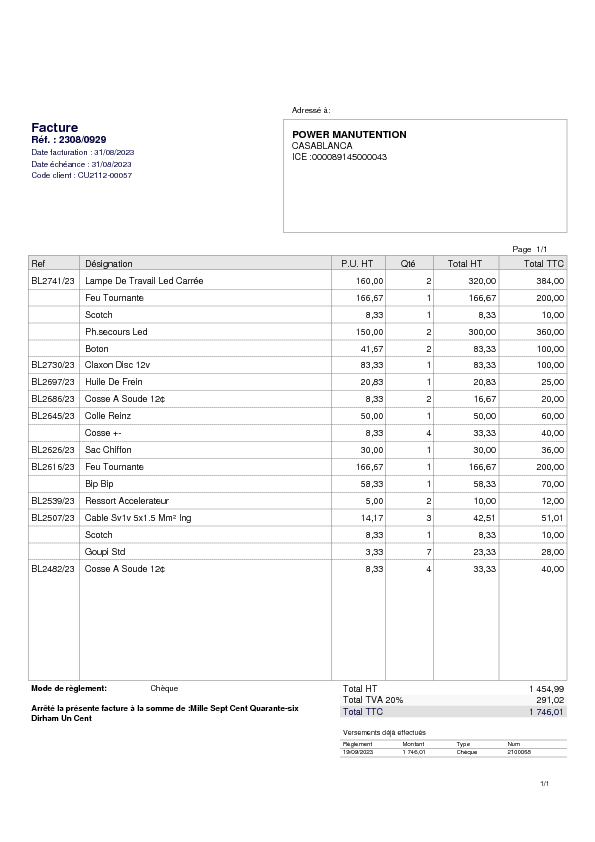 Adressé à:
Facture
Réf. : 2308/0929
Date facturation : 31/08/2023
Date échéance : 31/08/2023
Code client : CU2112-00057
POWER MANUTENTION
CASABLANCA
ICE :000089145000043
Page 1/1
Ref Désignation P.U. HT Qté Total HT Total TTC
BL2741/23 Lampe De Travail Led Carrée 160,00 2 320,00 384,00
Feu Tournante 166,67 1 166,67 200,00
Scotch 8,33 1 8,33 10,00
Ph.secours Led 150,00 2 300,00 360,00
Boton 41,67 2 83,33 100,00
BL2730/23 Claxon Disc 12v 83,33 1 83,33 100,00
BL2697/23 Huile De Frein 20,83 1 20,83 25,00
BL2686/23 Cosse A Soude 12¢ 8,33 2 16,67 20,00
BL2645/23 Colle Reinz 50,00 1 50,00 60,00
Cosse +- 8,33 4 33,33 40,00
BL2626/23 Sac Chiffon 30,00 1 30,00 36,00
BL2616/23 Feu Tournante 166,67 1 166,67 200,00
Bip Bip 58,33 1 58,33 70,00
BL2539/23 Ressort Accelerateur 5,00 2 10,00 12,00
BL2507/23 Cable Sv1v 5x1.5 Mm² Ing 14,17 3 42,51 51,01
Scotch 8,33 1 8,33 10,00
Goupi Std 3,33 7 23,33 28,00
BL2482/23 Cosse A Soude 12¢ 8,33 4 33,33 40,00
Mode de règlement: Chèque
Total HT 1 454,99
Total TVA 20% 291,02
Total TTC 1 746,01
Arrêté la présente facture à la somme de :Mille Sept Cent Quarante-six
Dirham Un Cent
Versements déjà effectués
Règlement Montant Type Num
19/09/2023 1 746,01 Chèque 2100068
1/1